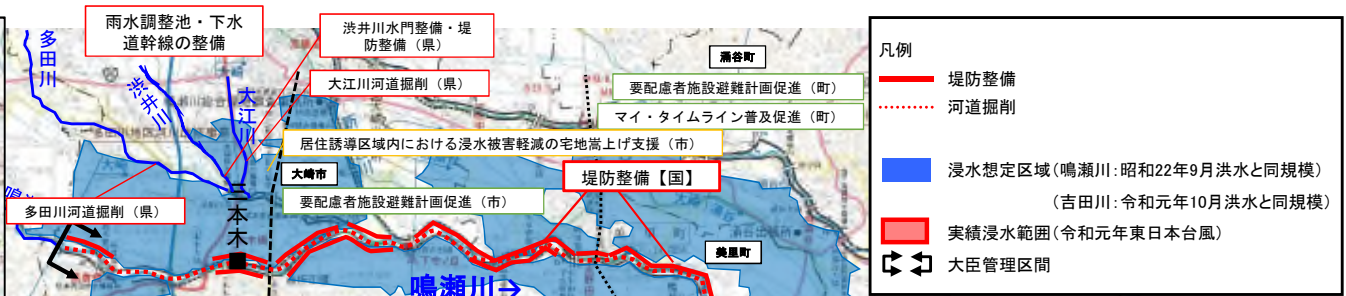 雨水調整池・下水
道幹線の整備
渋井川水門整備・堤
防整備（県）
大江川河道掘削（県）
多田川
渋井川
大江川
涌谷町
要配慮者施設避難計画促進（町）
マイ・タイムライン普及促進（町）
居住誘導区域内における浸水被害軽減の宅地嵩上げ支援（市）
大崎市
堤防整備【国】
要配慮者施設避難計画促進（市）
多田川河道掘削（県）
三本木
美里町
鳴瀬川→
凡例
堤防整備
河道掘削
浸水想定区域（鳴瀬川：昭和22年9月洪水と同規模）
（吉田川：令和元年10月洪水と同規模）
実績浸水範囲（令和元年東日本台風）
大臣管理区間